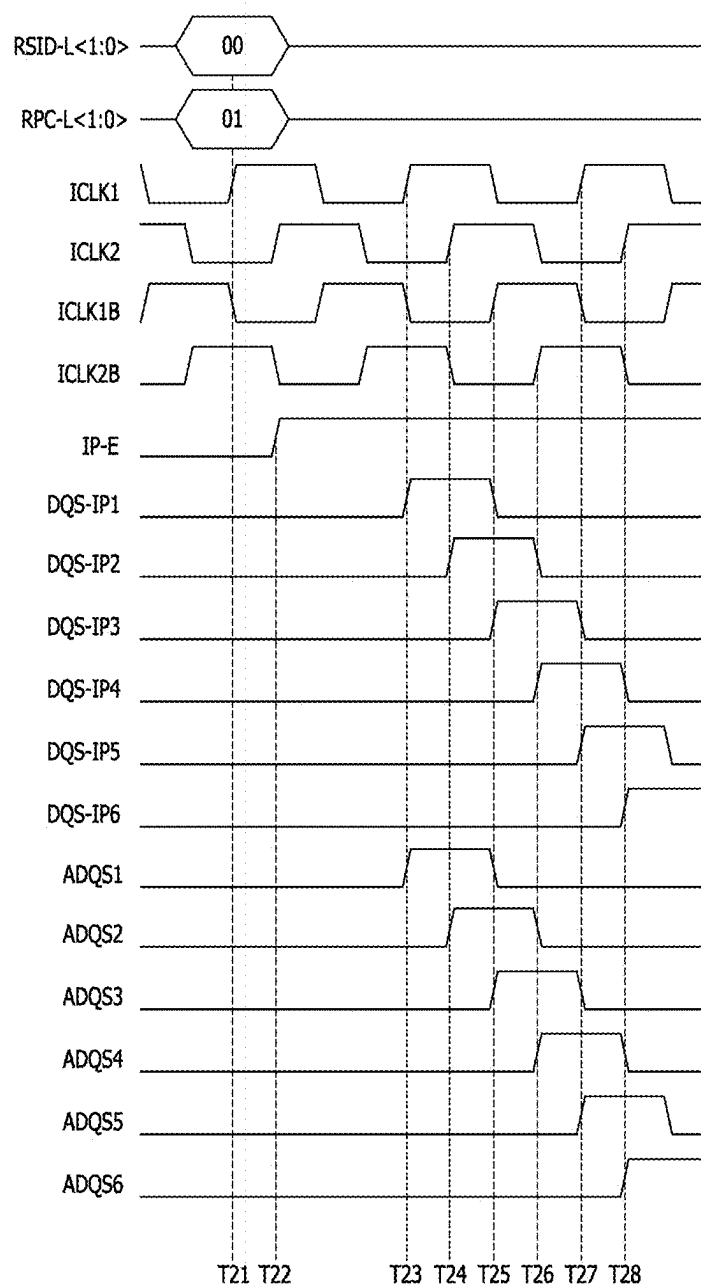 RSID-L<1:0> 00
RPC-L<1:0> 01
ICLK1
ICLK2
ICLK1B
ICLK2B
IP-E
DQS-IP1
DQS-IP2
DQS-IP3
DQS-IP4
DQS-IP5
DQS-IP6
ADQS1
ADQS2
ADQS3
ADQS4
ADQS5
ADQS6
T21 T22 T23 T24 T25 T26 T27 T28